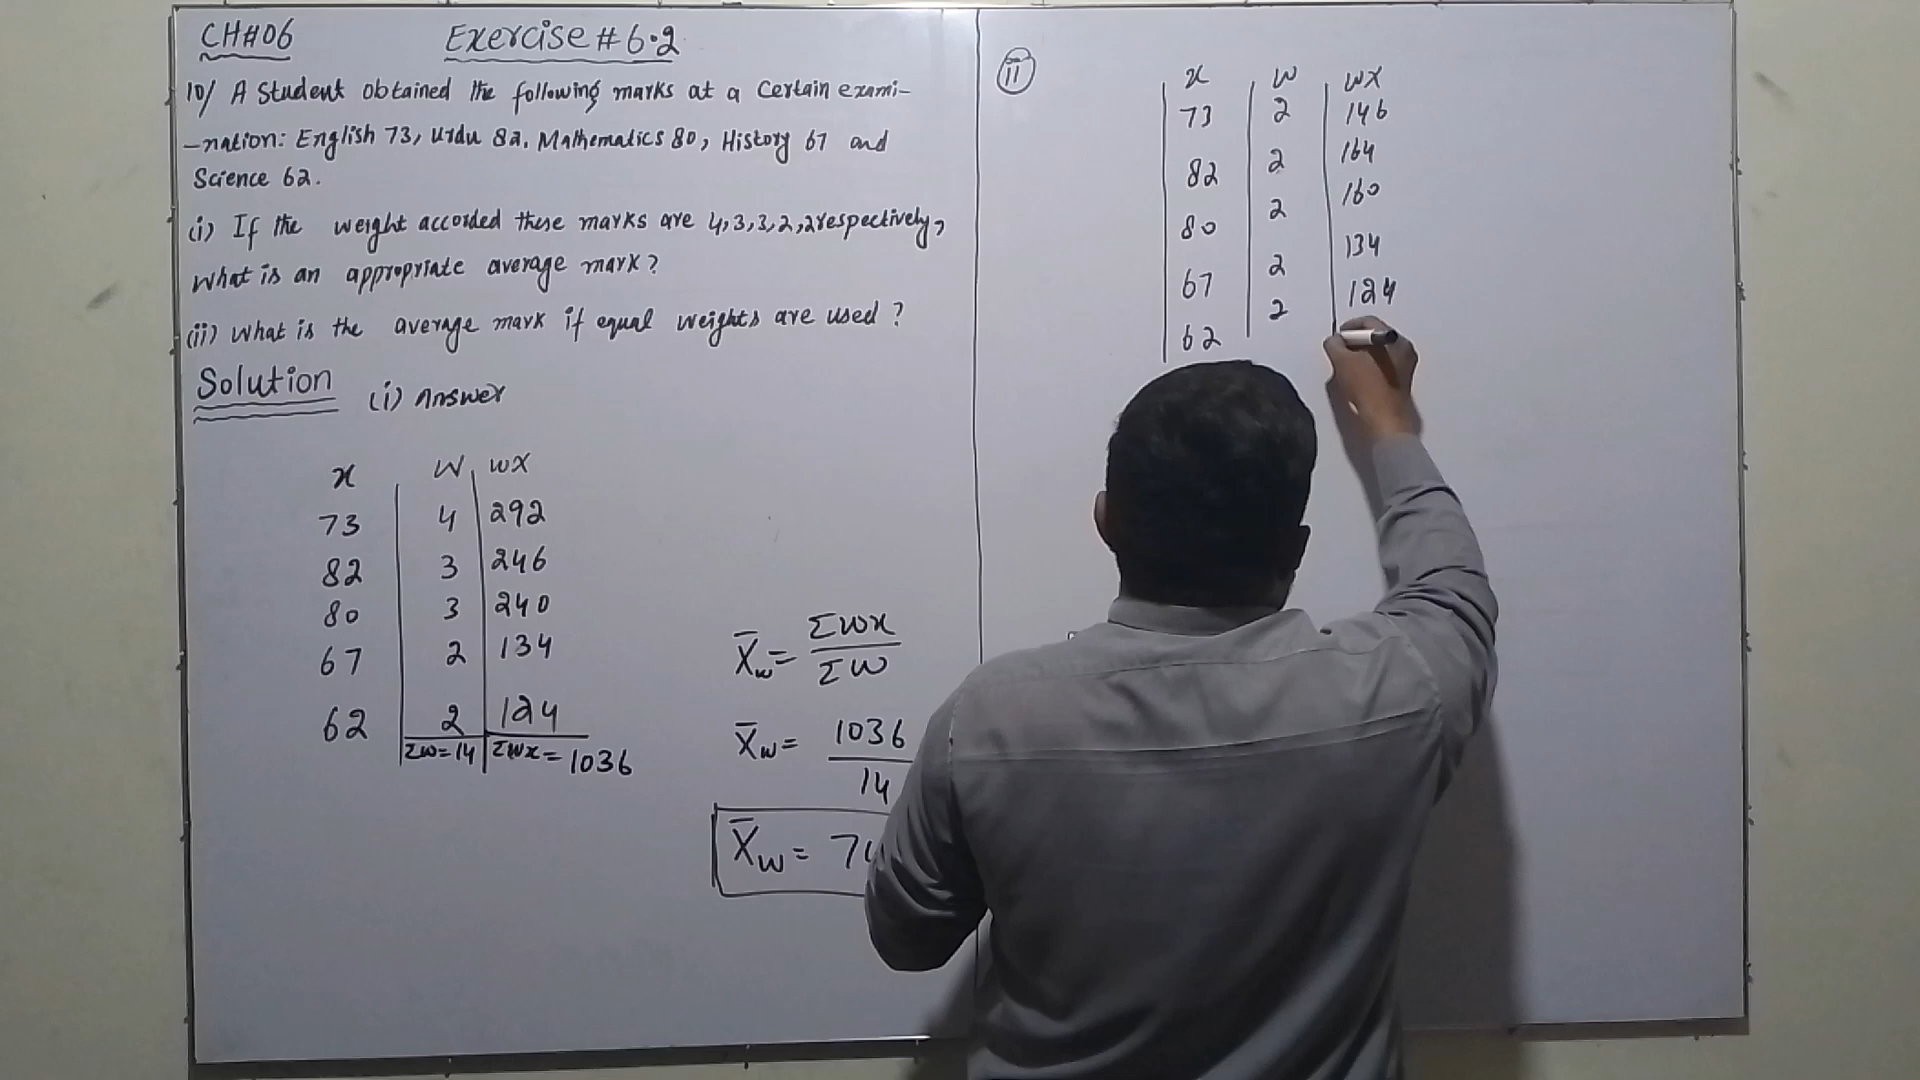 CH#06 Exercise # 6.2
10/ A Student obtained the following marks at a Certain exami-
-nation: English 73, Urdu 82, Mathematics 80, History 67 and
Science 62.
(i) If the weight accorded these marks are 4,3,3,2,2 respectively,
What is an appropriate average mark?
(ii) What is the average mark if equal weights are used?
Solution (i) Answer
x W wx
73 4 292
82 3 246
80 3 240
67 2 134
62 2 124
Σw=14 Σwx=1036
X̄w = Σwx / Σw
X̄w = 1036 / 14
X̄w = 74
11
x w wx
73 2 146
82 2 164
80 2 160
67 2 134
62 2 124